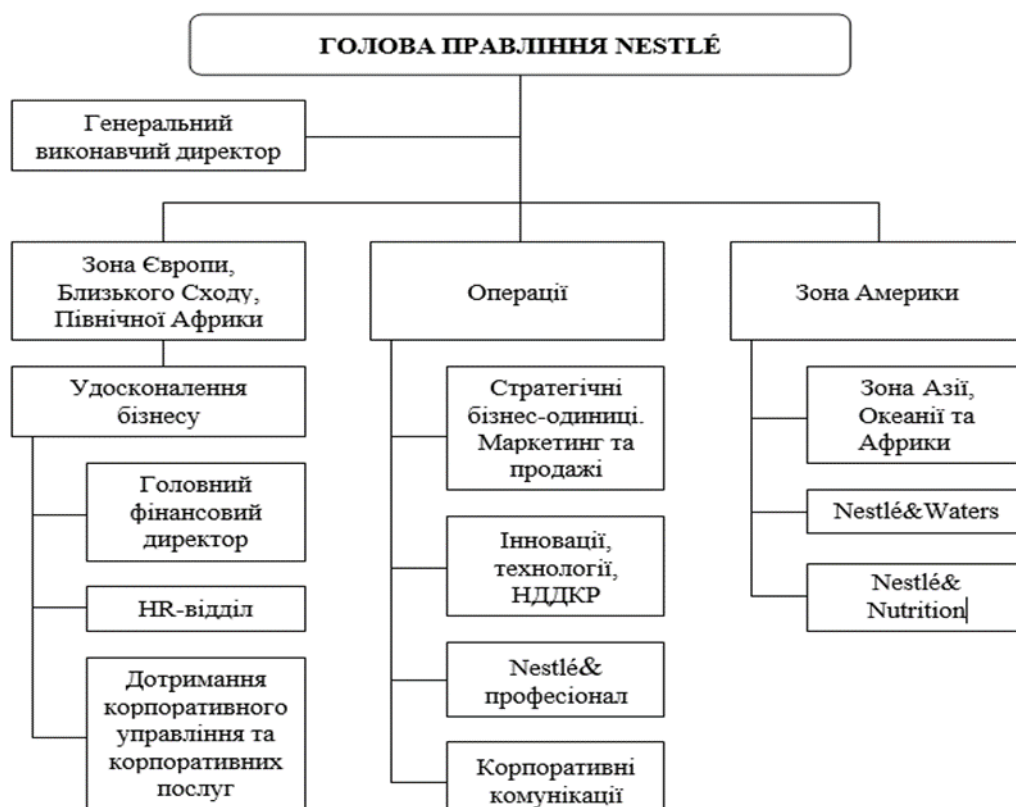 ГОЛОВА ПРАВЛІННЯ NESTLÉ
Генеральний
виконавчий директор
Зона Європи,
Близького Сходу,
Північної Африки
Операції
Зона Америки
Удосконалення
бізнесу
Головний
фінансовий
директор
HR-відділ
Дотримання
корпоративного
управління та
корпоративних
послуг
Стратегічні
бізнес-одиниці.
Маркетинг та
продажі
Інновації,
технології,
НДДКР
Nestlé&
професіонал
Корпоративні
комунікації
Зона Азії,
Океанії та
Африки
Nestlé&Waters
Nestlé&
Nutrition